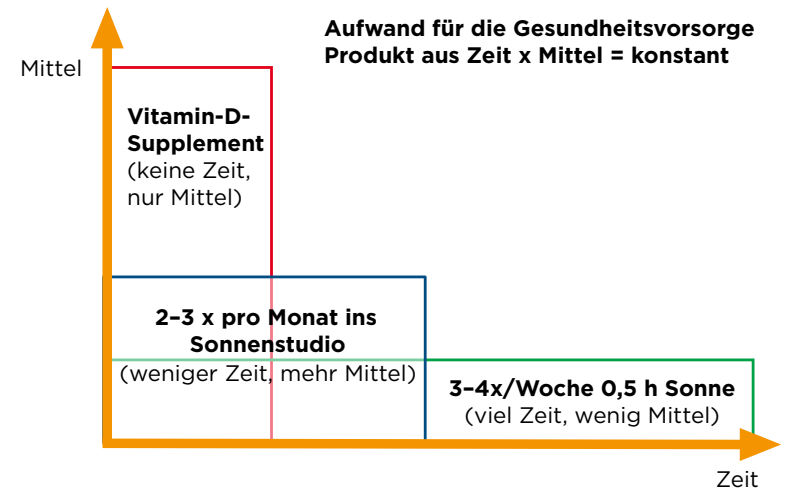 Aufwand für die Gesundheitsvorsorge
Produkt aus Zeit x Mittel = konstant
Mittel
Vitamin-D-
Supplement
(keine Zeit,
nur Mittel)
2–3 x pro Monat ins
Sonnenstudio
(weniger Zeit, mehr Mittel)
3–4x/Woche 0,5 h Sonne
(viel Zeit, wenig Mittel)
Zeit